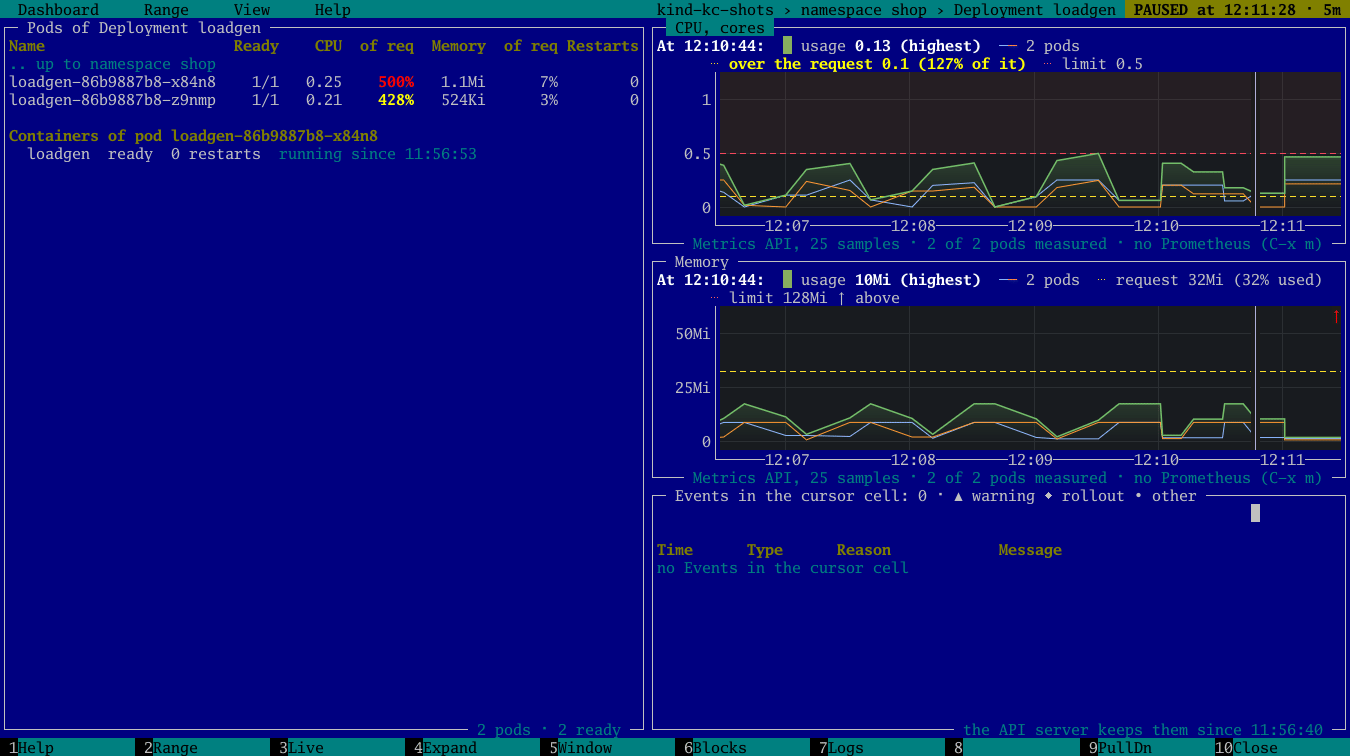 Dashboard Range View Help kind-kc-shots › namespace shop › Deployment loadgen PAUSED at 12:11:28 · 5m
Pods of Deployment loadgen
Name Ready CPU of req Memory of req Restarts
.. up to namespace shop
loadgen-86b9887b8-x84n8 1/1 0.25 500% 1.1Mi 7% 0
loadgen-86b9887b8-z9nmp 1/1 0.21 428% 524Ki 3% 0
Containers of pod loadgen-86b9887b8-x84n8
loadgen ready 0 restarts running since 11:56:53
2 pods · 2 ready
CPU, cores
At 12:10:44: usage 0.13 (highest) ── 2 pods
┈ over the request 0.1 (127% of it) ┈ limit 0.5
1
0.5
0
12:07 12:08 12:09 12:10 12:11
Metrics API, 25 samples · 2 of 2 pods measured · no Prometheus (C-x m)
Memory
At 12:10:44: usage 10Mi (highest) ── 2 pods ┈ request 32Mi (32% used)
┈ limit 128Mi ↑ above
↑
50Mi
25Mi
0
12:07 12:08 12:09 12:10 12:11
Metrics API, 25 samples · 2 of 2 pods measured · no Prometheus (C-x m)
Events in the cursor cell: 0 · ▲ warning ◆ rollout • other
Time Type Reason Message
no Events in the cursor cell
the API server keeps them since 11:56:40
1Help 2Range 3Live 4Expand 5Window 6Blocks 7Logs 8 9PullDn 10Close